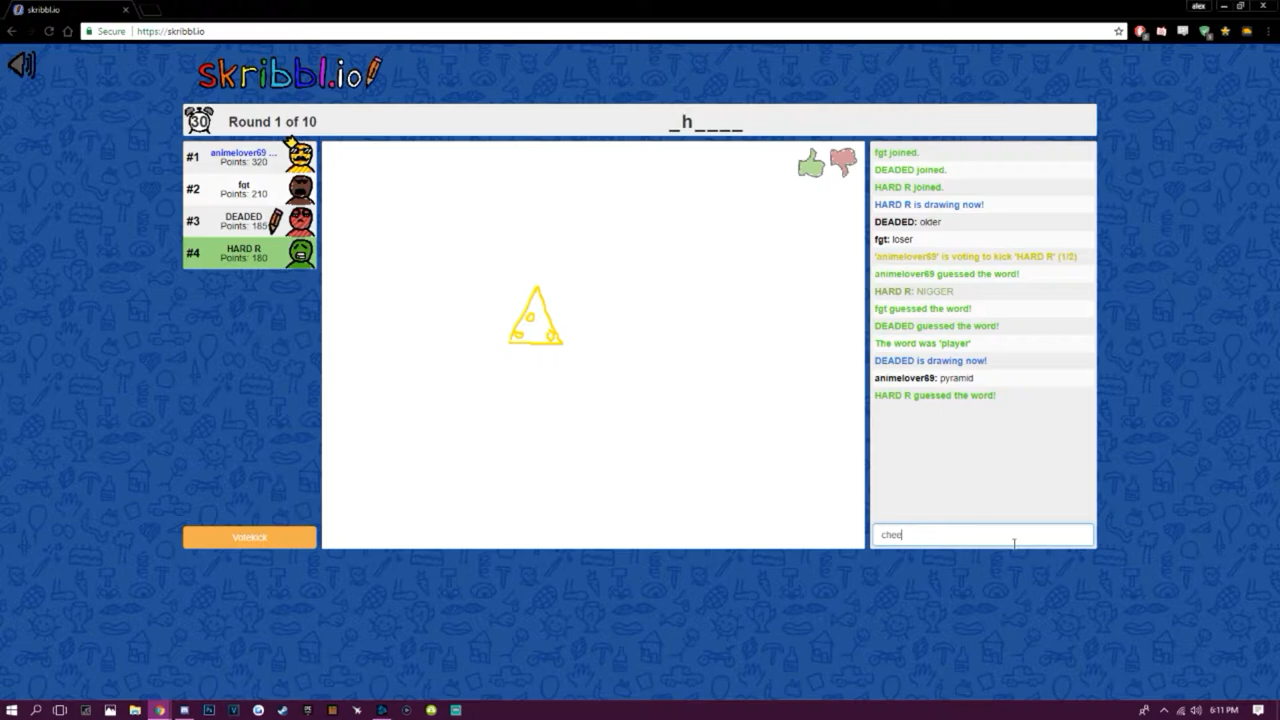 skribbl.io
alex
Secure https://skribbl.io
skribbl.io
30 Round 1 of 10 _h____
#1 animelover69 ...
Points: 320
#2 fgt
Points: 210
#3 DEADED
Points: 185
#4 HARD R
Points: 180
Votekick
fgt joined.
DEADED joined.
HARD R joined.
HARD R is drawing now!
DEADED: older
fgt: loser
'animelover69' is voting to kick 'HARD R' (1/2)
animelover69 guessed the word!
HARD R: NIGGER
fgt guessed the word!
DEADED guessed the word!
The word was 'player'
DEADED is drawing now!
animelover69: pyramid
HARD R guessed the word!
chee
6:11 PM